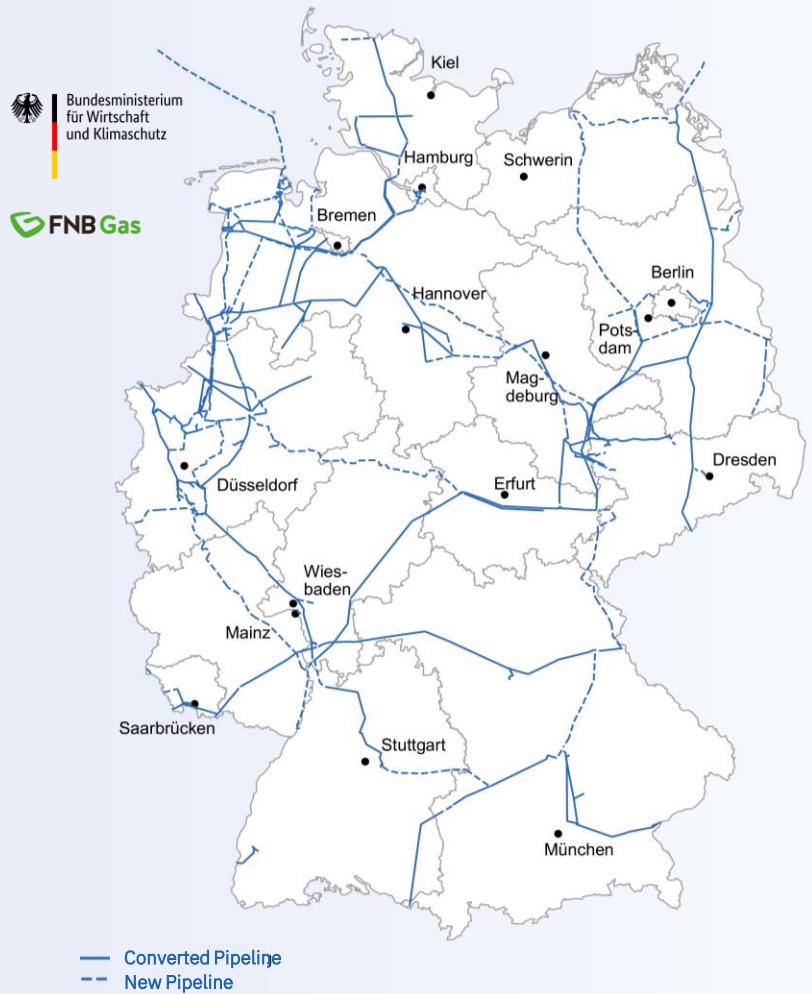 Kiel
Bundesministerium
für Wirtschaft
und Klimaschutz
Hamburg
Schwerin
FNB Gas
Bremen
Berlin
Hannover
Pots-
dam
Mag-
deburg
Dresden
Düsseldorf
Erfurt
Wies-
baden
Mainz
Saarbrücken
Stuttgart
München
Converted Pipeline
New Pipeline